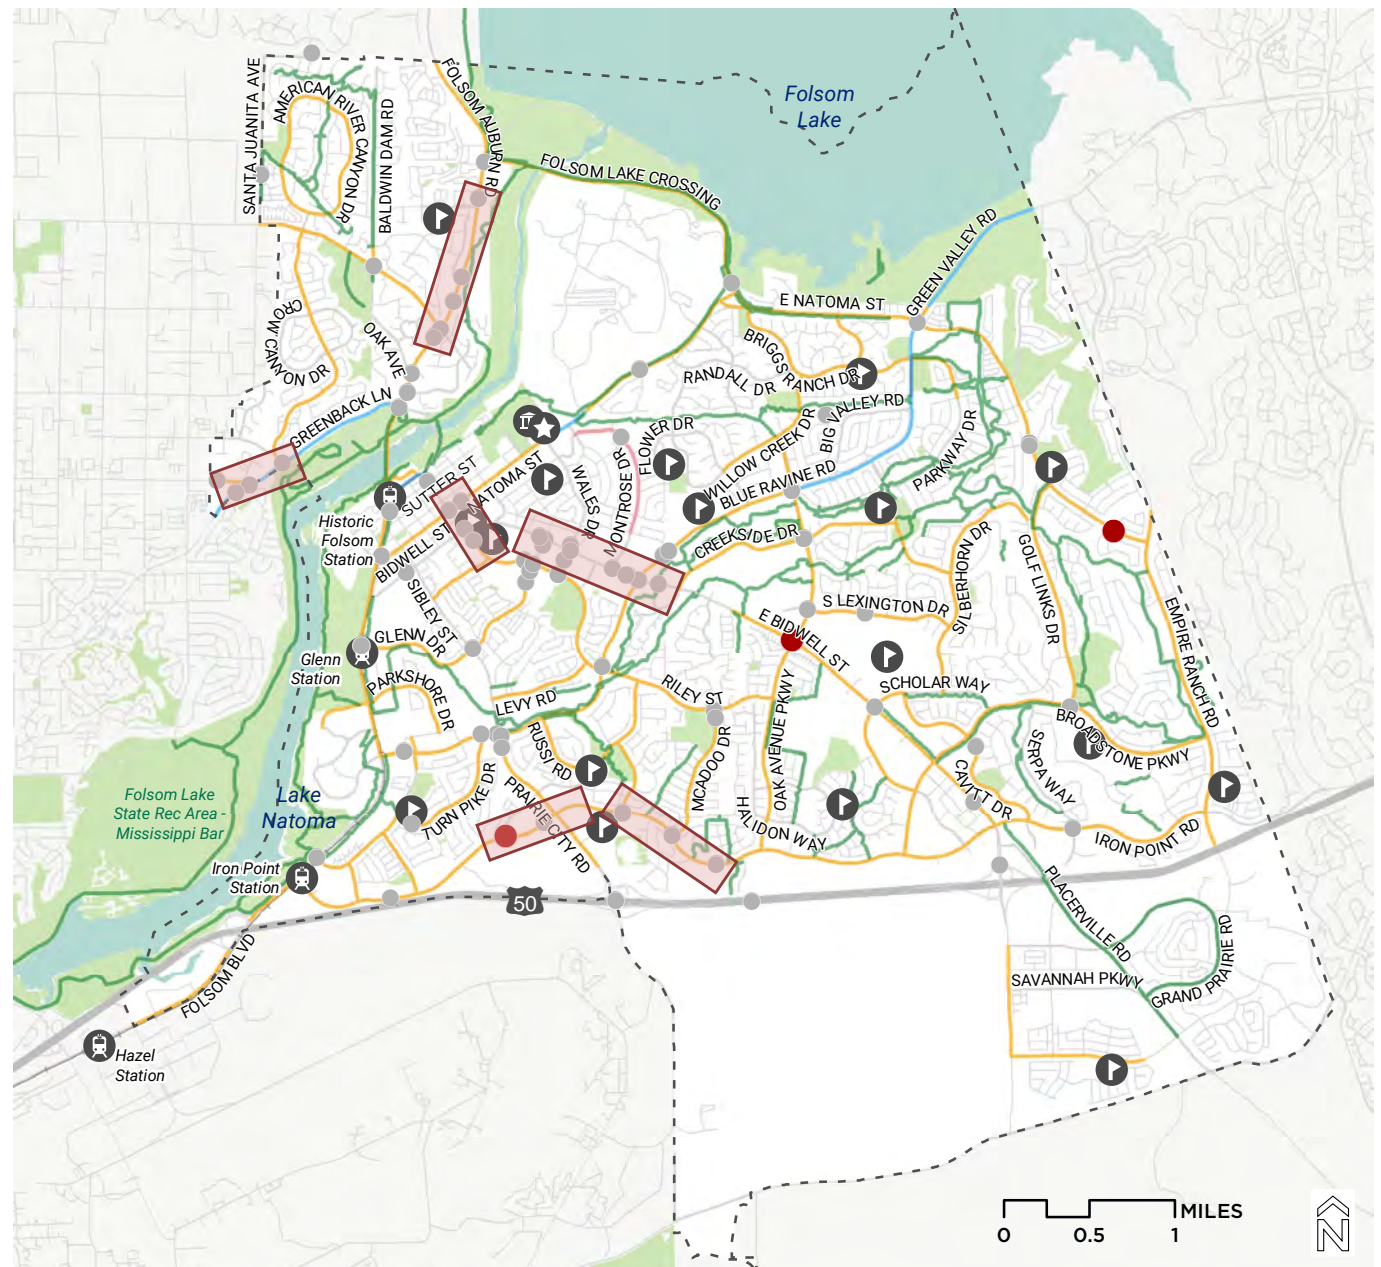 Folsom
Lake
SANTA JUANITA AVE
AMERICAN RIVER CANYON DR
BALDWIN DAM RD
FOLSOM AUBURN RD
FOLSOM LAKE CROSSING
GREEN VALLEY RD
E NATOMA ST
CROW CANYON DR
OAK AVE
BRIGGS RANCH DR
RANDALL DR
GREENBACK LN
BIG VALLEY RD
FLOWER DR
WILLOW CREEK DR
PARKWAY DR
NATOMA ST
SUTTER ST
WALES DR
MONTROSE DR
BLUE RAVINE RD
Historic
Folsom
Station
BIDWELL ST
CREEKSIDE DR
SILBERHORN DR
GOLF LINKS DR
SIBLEY ST
S LEXINGTON DR
EMPIRE RANCH RD
GLENN DR
E BIDWELL ST
Glenn
Station
PARKSHORE DR
LEVY RD
RILEY ST
SCHOLAR WAY
OAK AVENUE PKWY
BROADSTONE PKWY
RUSSI RD
MCADOO DR
SERPA WAY
CAVITT DR
TURN PIKE DR
PRAIRIE CITY RD
HALIDON WAY
IRON POINT RD
Folsom Lake
State Rec Area -
Mississippi Bar
Lake
Natoma
Iron Point
Station
50
PLACERVILLE RD
GRAND PRAIRIE RD
SAVANNAH PKWY
FOLSOM BLVD
Hazel
Station
MILES
0 0.5 1
N